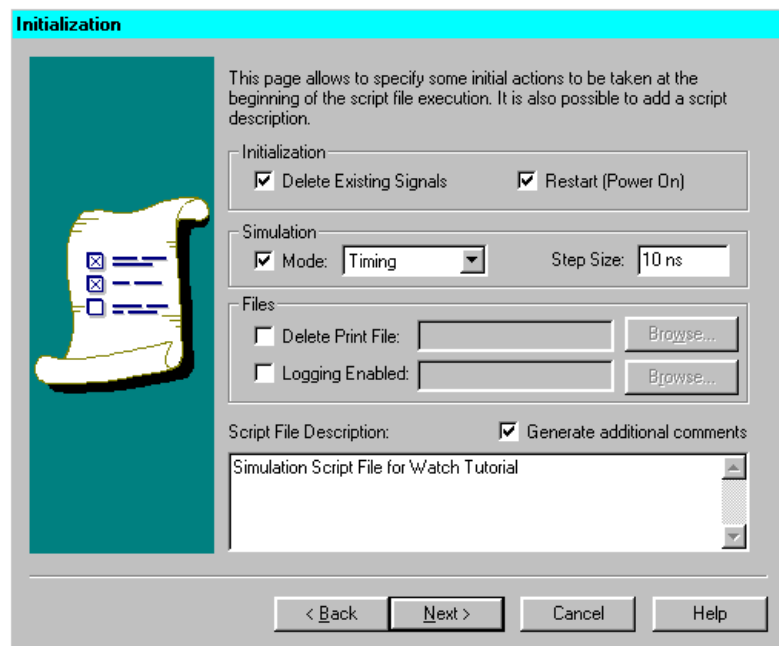 Initialization
This page allows to specify some initial actions to be taken at the
beginning of the script file execution. It is also possible to add a script
description.
Initialization
Delete Existing Signals
Restart (Power On)
Simulation
Mode: Timing
Step Size: 10 ns
Files
Delete Print File:
Browse...
Logging Enabled:
Browse...
Script File Description:
Generate additional comments
Simulation Script File for Watch Tutorial
< Back
Next >
Cancel
Help